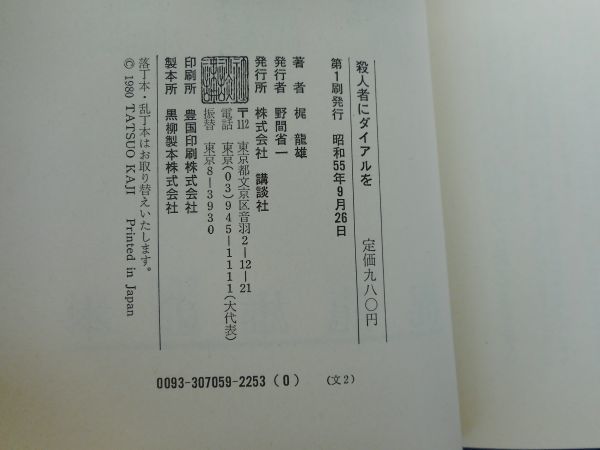 殺人者にダイアルを
定価九八〇円
第1刷発行 昭和55年9月26日
著者 梶 龍雄
発行者 野間省一
発行所 株式会社 講談社
〒112 東京都文京区音羽2-12-21
電話 東京(03)945-1111(大代表)
振替 東京8-3930
印刷所 豊国印刷株式会社
製本所 黒柳製本株式会社
落丁本・乱丁本はお取り替えいたします。
© 1980 TATSUO KAJI Printed in Japan
0093-307059-2253 (0) (文2)